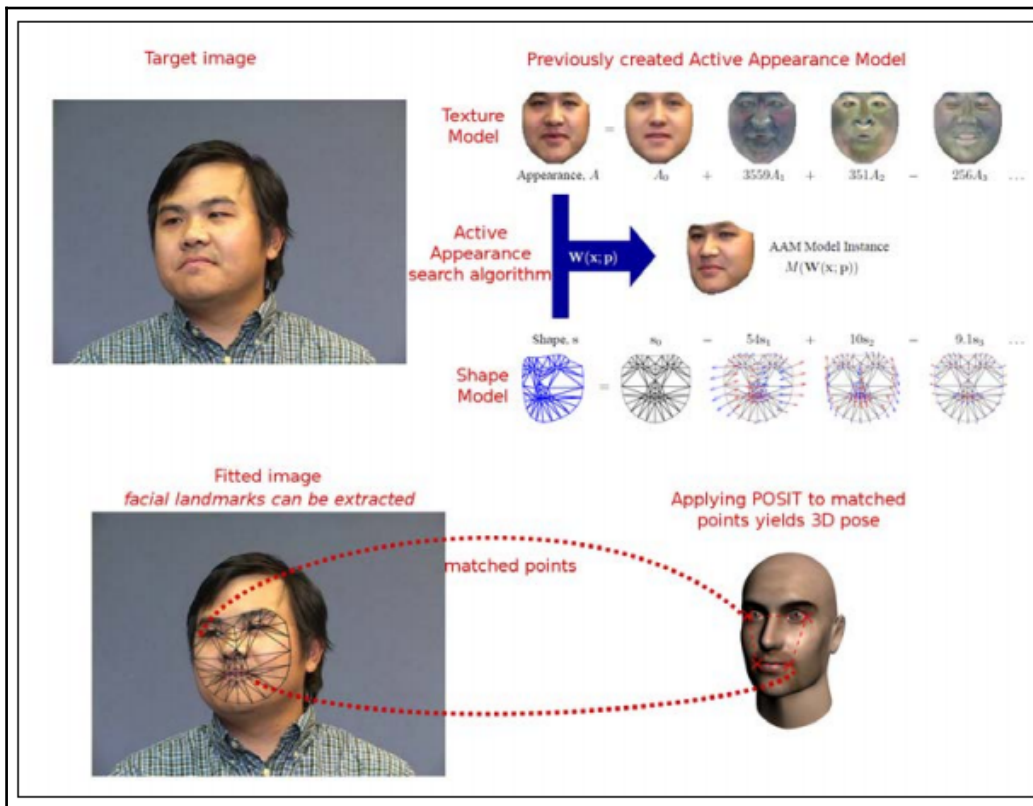 Target image
Previously created Active Appearance Model
Texture
Model
=
Appearance, A A₀ + 3559A₁ + 351A₂ − 256A₃ …
Active
Appearance
search algorithm
W(x; p)
AAM Model Instance
M(W(x; p))
Shape, s s₀ − 54s₁ + 10s₂ − 9.1s₃ …
Shape
Model
=
Fitted image
facial landmarks can be extracted
Applying POSIT to matched
points yields 3D pose
matched points